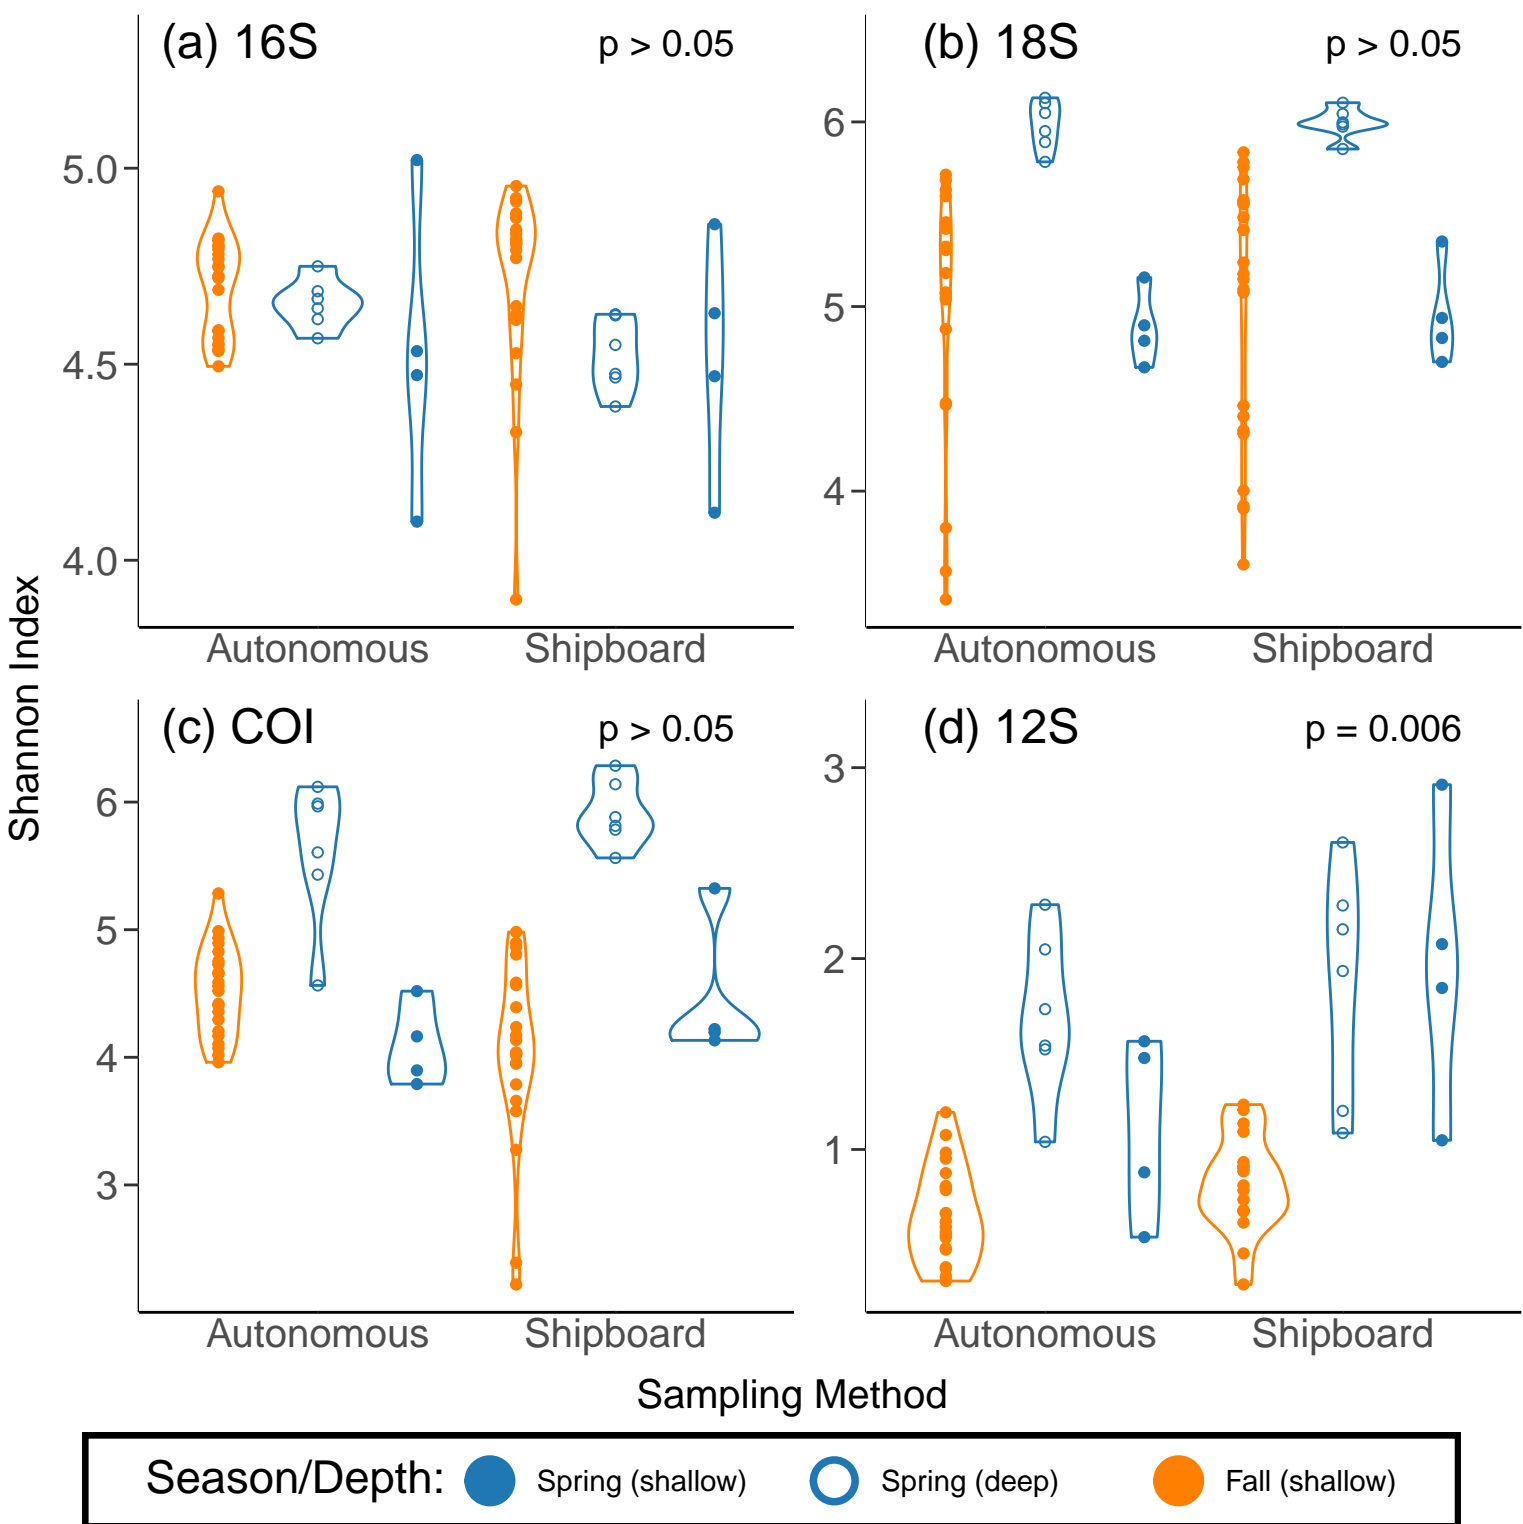 (a) 16S
p > 0.05
5.0
4.5
4.0
Autonomous
Shipboard
(b) 18S
p > 0.05
6
5
4
Autonomous
Shipboard
Shannon Index
(c) COI
p > 0.05
6
5
4
3
Autonomous
Shipboard
(d) 12S
p = 0.006
3
2
1
Autonomous
Shipboard
Sampling Method
Season/Depth: Spring (shallow) Spring (deep) Fall (shallow)